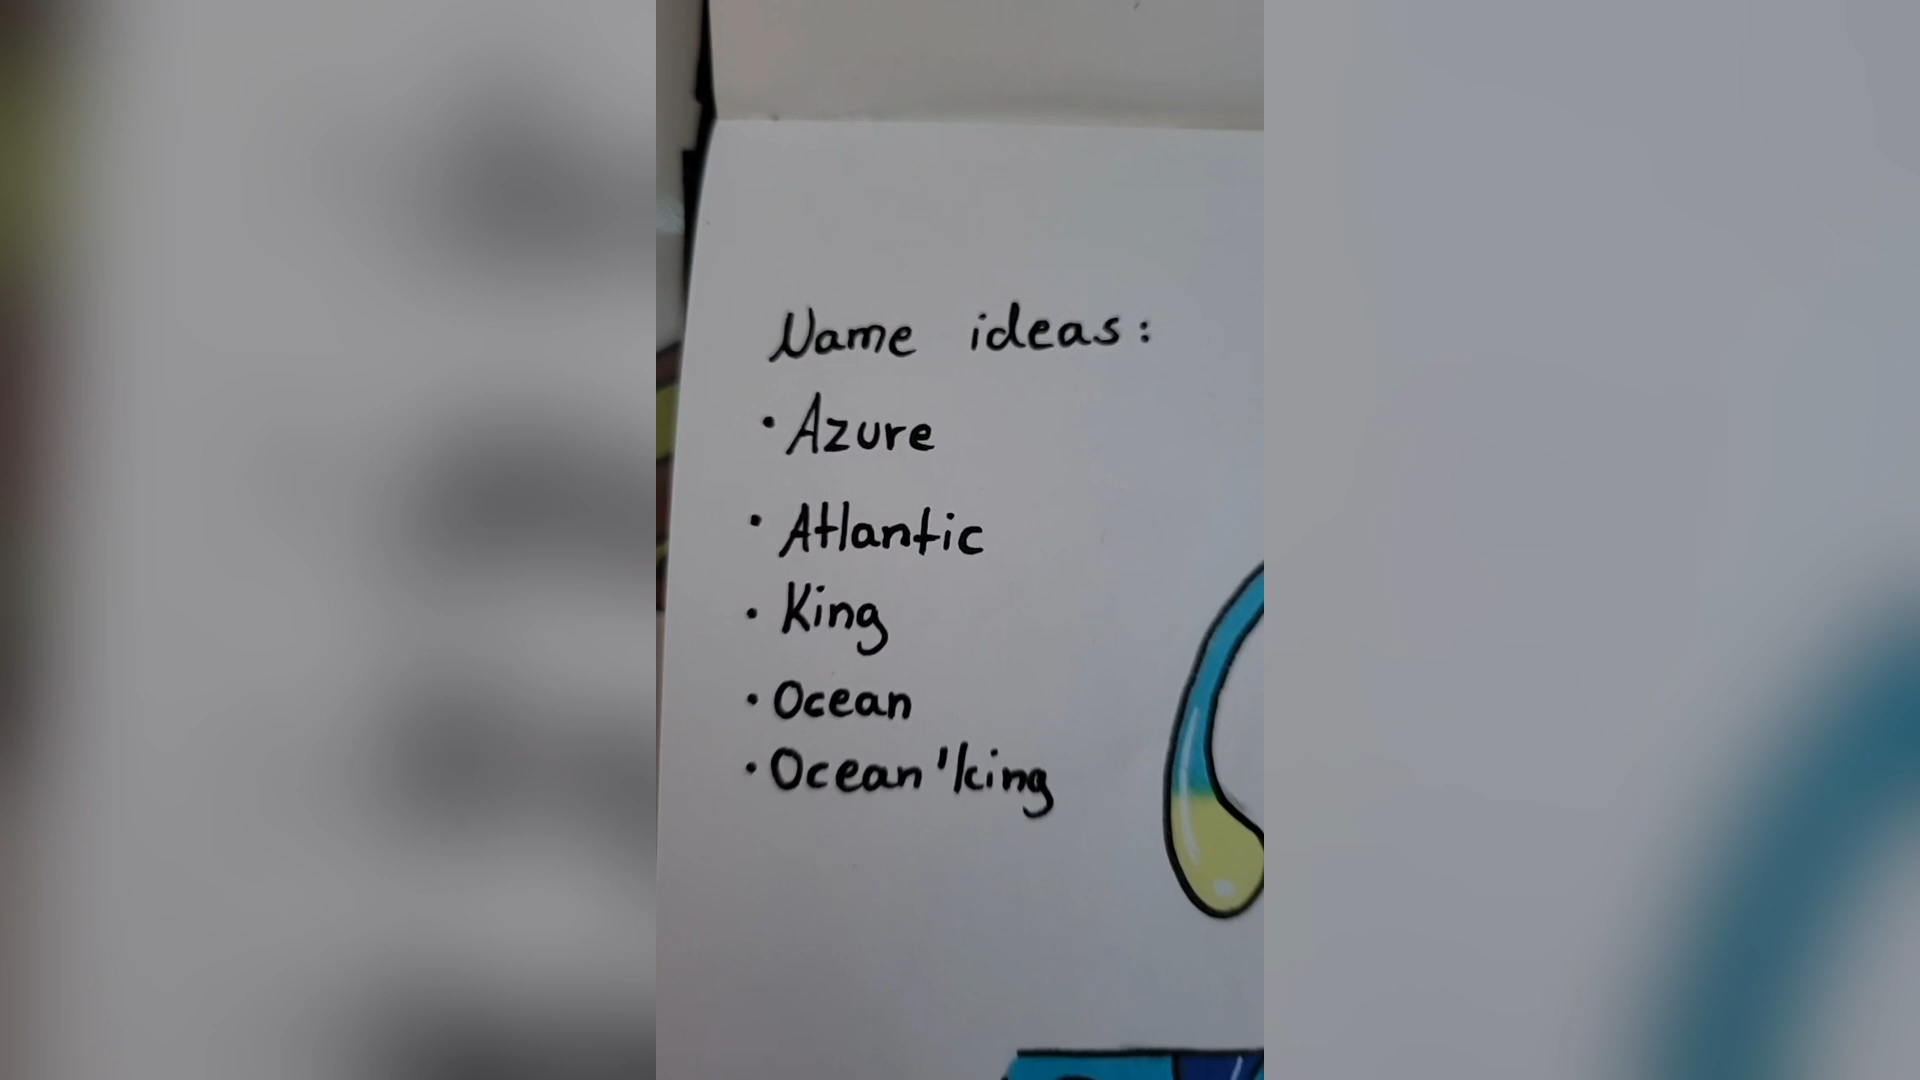 Name ideas:
• Azure
• Atlantic
• King
• Ocean
• Ocean'king